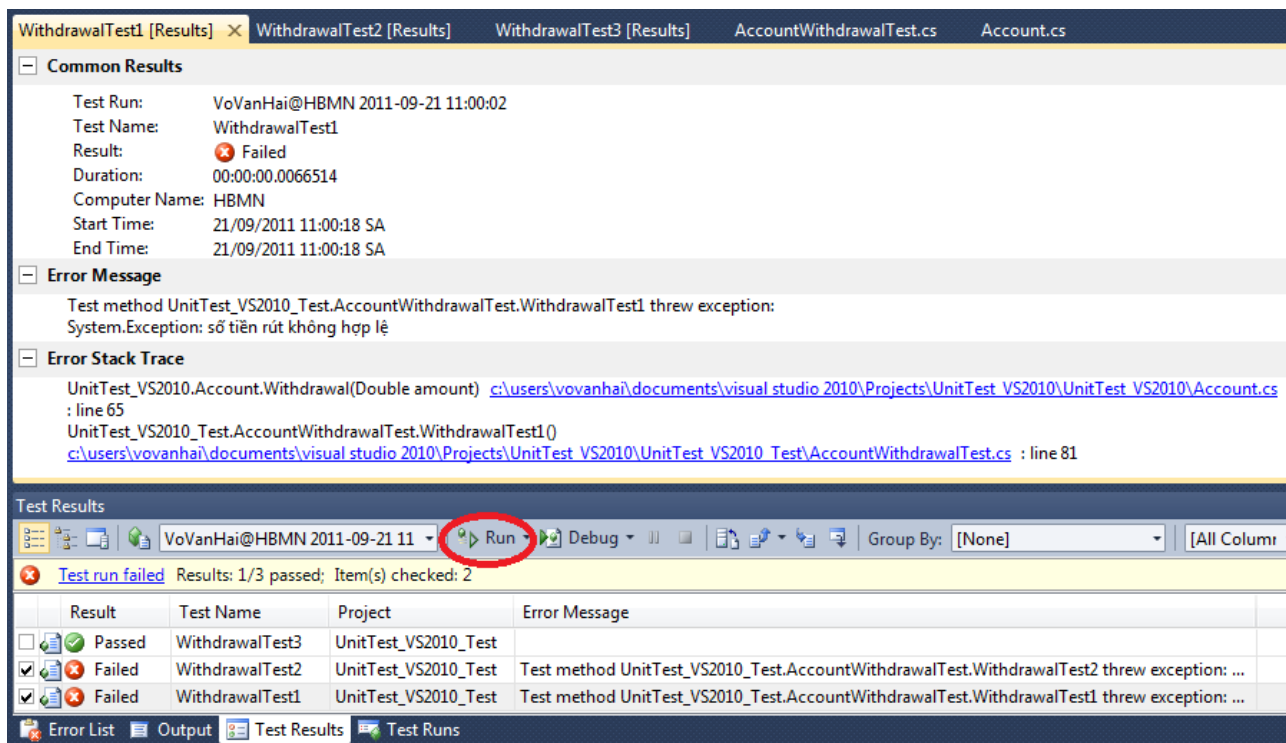 WithdrawalTest1 [Results] WithdrawalTest2 [Results] WithdrawalTest3 [Results] AccountWithdrawalTest.cs Account.cs
Common Results
Test Run: VoVanHai@HBMN 2011-09-21 11:00:02
Test Name: WithdrawalTest1
Result: Failed
Duration: 00:00:00.0066514
Computer Name: HBMN
Start Time: 21/09/2011 11:00:18 SA
End Time: 21/09/2011 11:00:18 SA
Error Message
Test method UnitTest_VS2010_Test.AccountWithdrawalTest.WithdrawalTest1 threw exception:
System.Exception: số tiền rút không hợp lệ
Error Stack Trace
UnitTest_VS2010.Account.Withdrawal(Double amount) c:\users\vovanhai\documents\visual studio 2010\Projects\UnitTest_VS2010\UnitTest_VS2010\Account.cs
: line 65
UnitTest_VS2010_Test.AccountWithdrawalTest.WithdrawalTest1()
c:\users\vovanhai\documents\visual studio 2010\Projects\UnitTest_VS2010\UnitTest_VS2010_Test\AccountWithdrawalTest.cs : line 81
Test Results
VoVanHai@HBMN 2011-09-21 11 Run Debug Group By: [None] [All Colum
Test run failed Results: 1/3 passed; Item(s) checked: 2
Result Test Name Project Error Message
Passed WithdrawalTest3 UnitTest_VS2010_Test
Failed WithdrawalTest2 UnitTest_VS2010_Test Test method UnitTest_VS2010_Test.AccountWithdrawalTest.WithdrawalTest2 threw exception: ...
Failed WithdrawalTest1 UnitTest_VS2010_Test Test method UnitTest_VS2010_Test.AccountWithdrawalTest.WithdrawalTest1 threw exception: ...
Error List Output Test Results Test Runs